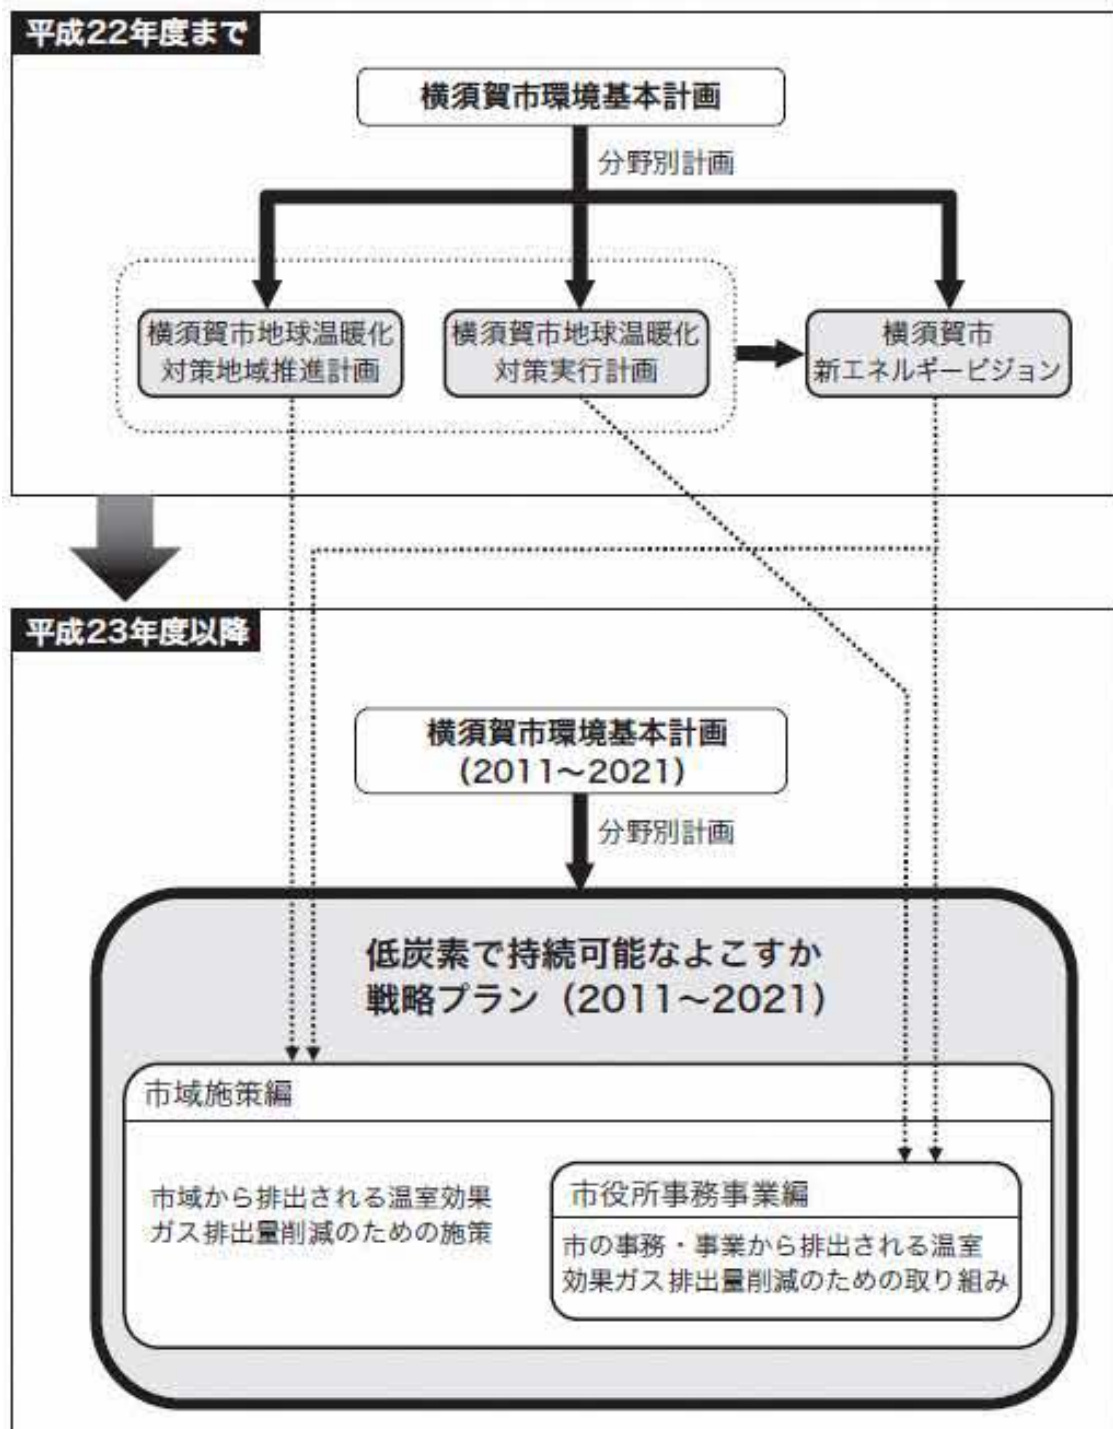 平成22年度まで
横須賀市環境基本計画
分野別計画
横須賀市地球温暖化
対策地域推進計画
横須賀市地球温暖化
対策実行計画
横須賀市
新エネルギービジョン
平成23年度以降
横須賀市環境基本計画
（2011～2021）
分野別計画
低炭素で持続可能なよこすか
戦略プラン（2011～2021）
市域施策編
市域から排出される温室効果
ガス排出量削減のための施策
市役所事務事業編
市の事務・事業から排出される温室
効果ガス排出量削減のための取り組み